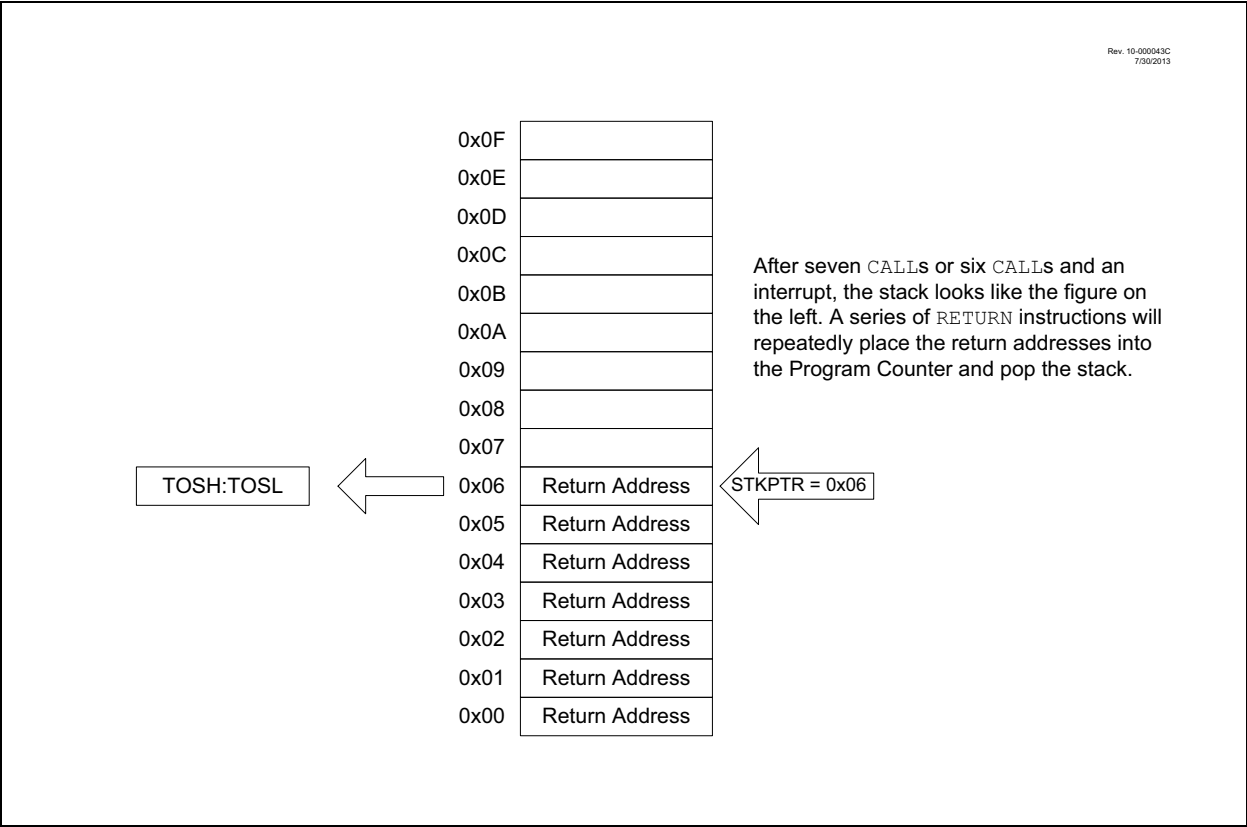 Rev. 10-000043C
7/30/2013
0x0F
0x0E
0x0D
0x0C
0x0B
0x0A
0x09
0x08
0x07
After seven CALLs or six CALLs and an
interrupt, the stack looks like the figure on
the left. A series of RETURN instructions will
repeatedly place the return addresses into
the Program Counter and pop the stack.
TOSH:TOSL
0x06 Return Address
STKPTR = 0x06
0x05 Return Address
0x04 Return Address
0x03 Return Address
0x02 Return Address
0x01 Return Address
0x00 Return Address